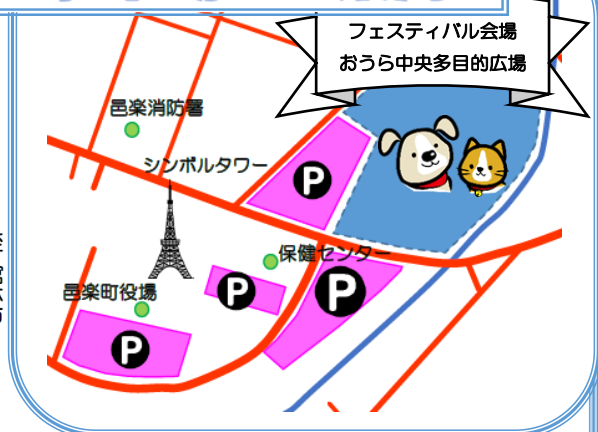 フェスティバル会場
おうら中央多目的広場
邑楽消防署
シンボルタワー
P
保健センター
P
P
邑楽町役場
P